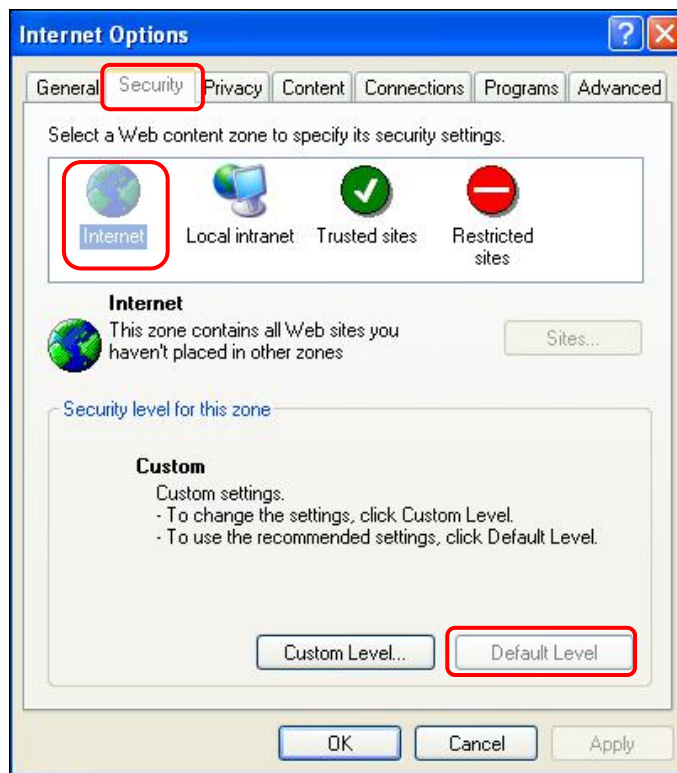 Internet Options
General Security Privacy Content Connections Programs Advanced
Select a Web content zone to specify its security settings.
Internet Local intranet Trusted sites Restricted
sites
Internet
This zone contains all Web sites you
haven't placed in other zones
Sites...
Security level for this zone
Custom
Custom settings.
- To change the settings, click Custom Level.
- To use the recommended settings, click Default Level.
Custom Level... Default Level
OK Cancel Apply